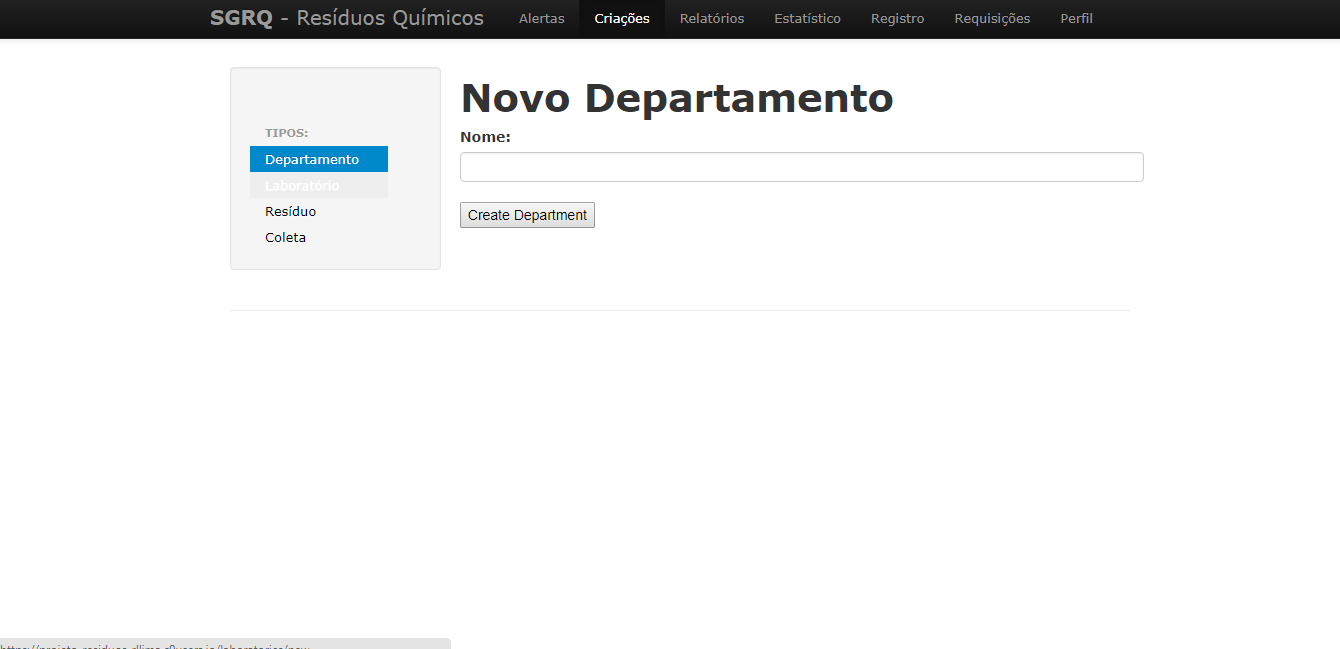 SGRQ - Resíduos Químicos Alertas Criações Relatórios Estatístico Registro Requisições Perfil
Novo Departamento
TIPOS:
Nome:
Departamento
Laboratório
Resíduo
Coleta
Create Department